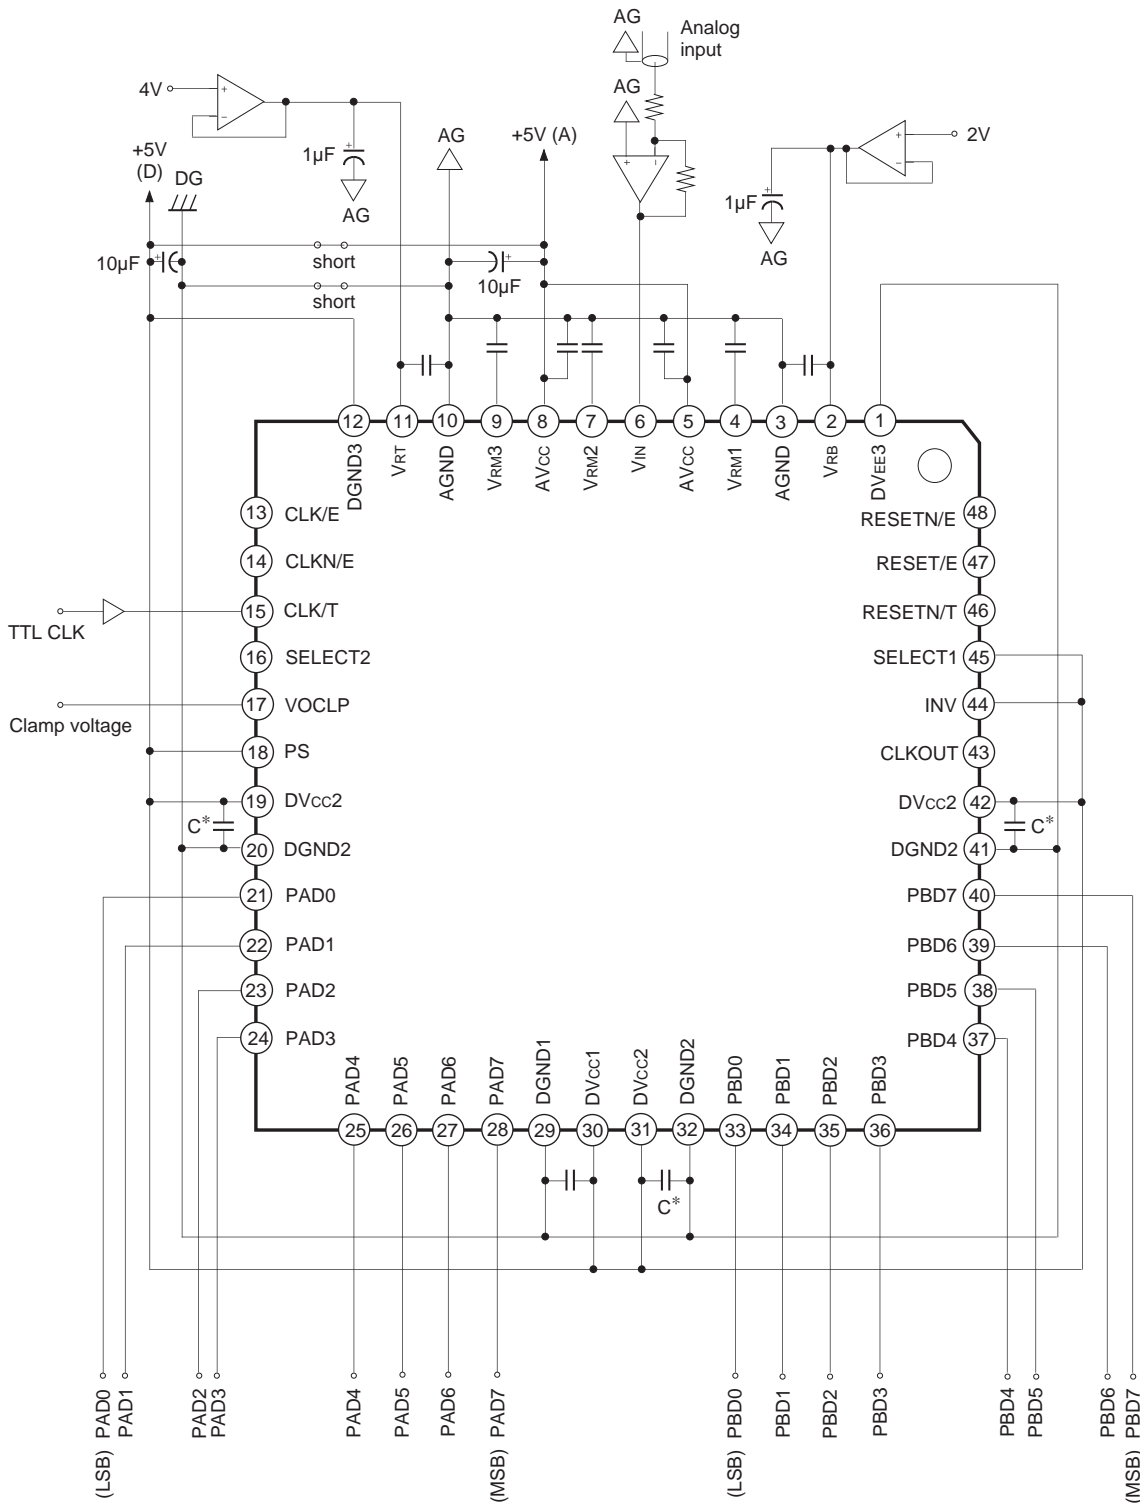 AG
Analog
input
4V
AG
+5V
(D)
DG
1µF
AG
AG
+5V (A)
+
-
+
-
+
-
2V
1µF
AG
10µF
+
short
+
10µF
short
12
11
10
9
8
7
6
5
4
3
2
1
DGND3
VRT
AGND
VRM3
AVCC
VRM2
VIN
AVCC
VRM1
AGND
VRB
DVEE3
13 CLK/E
14 CLKN/E
TTL CLK
15 CLK/T
16 SELECT2
Clamp voltage
17 VOCLP
18 PS
19 DVCC2
C*
20 DGND2
21 PAD0
22 PAD1
23 PAD2
24 PAD3
RESETN/E 48
RESET/E 47
RESETN/T 46
SELECT1 45
INV 44
CLKOUT 43
DVCC2 42
C*
DGND2 41
PBD7 40
PBD6 39
PBD5 38
PBD4 37
PAD4
PAD5
PAD6
PAD7
DGND1
DVCC1
DVCC2
DGND2
PBD0
PBD1
PBD2
PBD3
25
26
27
28
29
30
31
32
33
34
35
36
C*
(LSB) PAD0
PAD1
PAD2
PAD3
PAD4
PAD5
PAD6
(MSB) PAD7
(LSB) PBD0
PBD1
PBD2
PBD3
PBD4
PBD5
PBD6
(MSB) PBD7